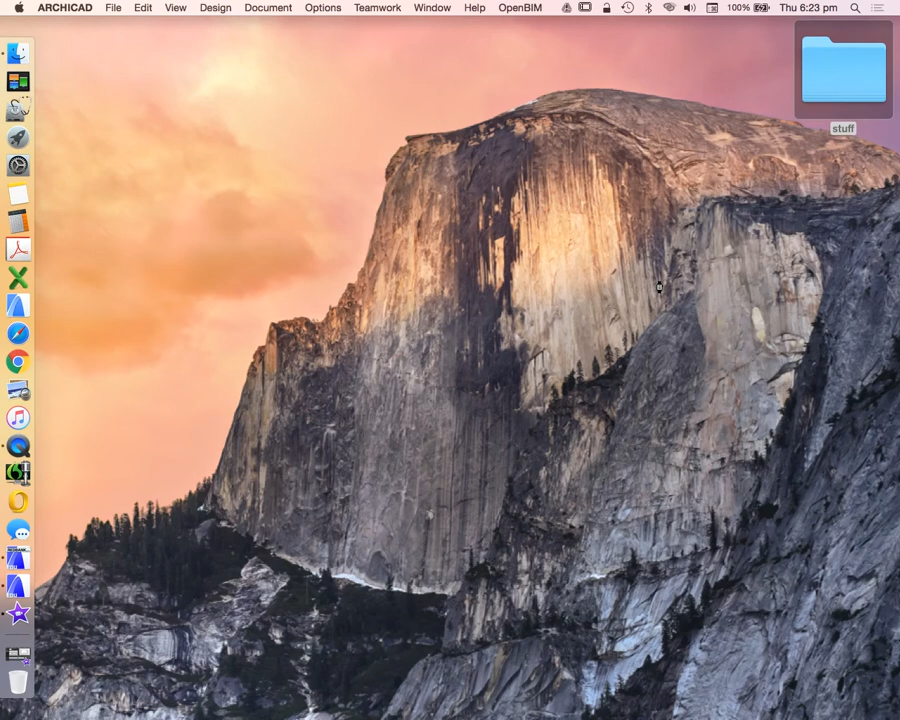 ARCHICAD File Edit View Design Document Options Teamwork Window Help OpenBIM 100% Thu 6:23 pm
stuff